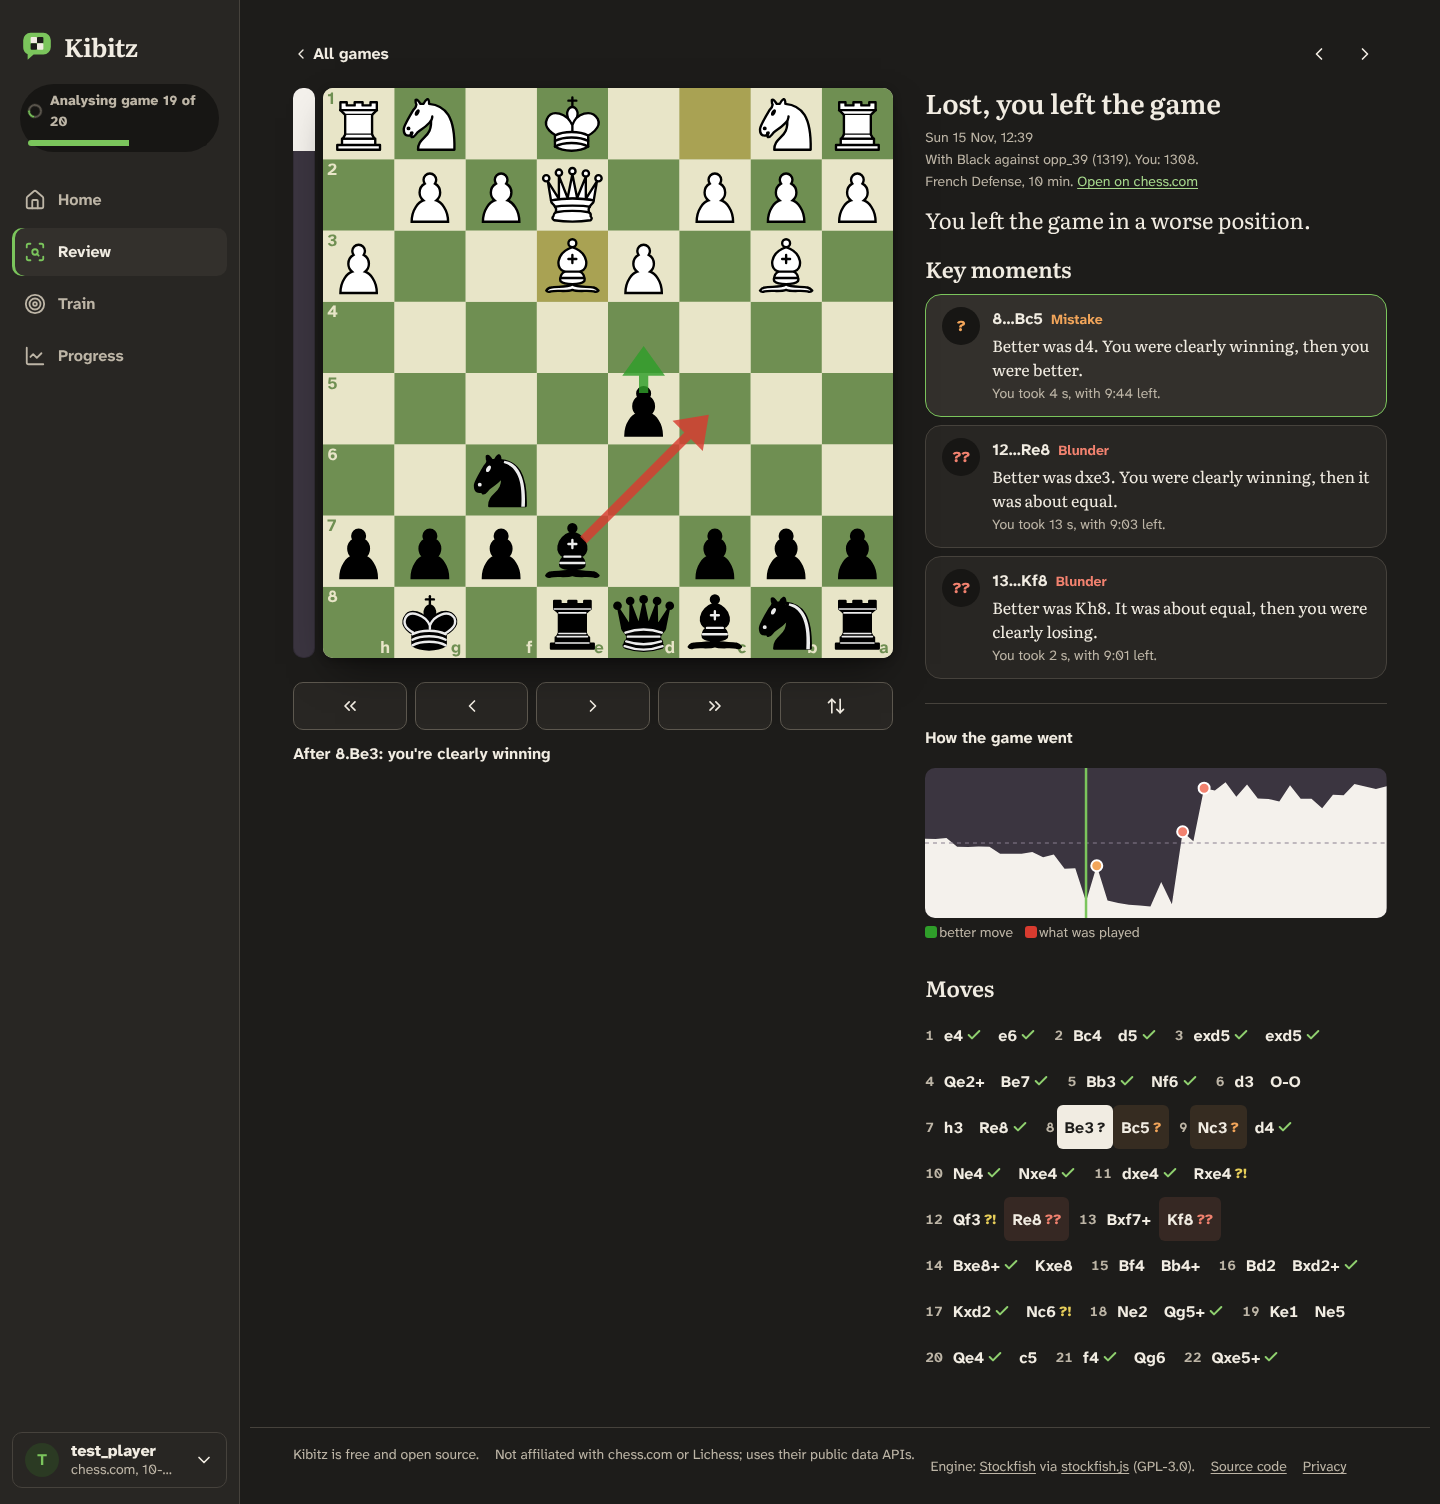 Kibitz
Analysing game 19 of
20
Home
Review
Train
Progress
test_player
chess.com, 10-...
T
All games
1
2
3
4
5
6
7
8
h g f e d c b a
After 8.Be3: you're clearly winning
Lost, you left the game
Sun 15 Nov, 12:39
With Black against opp_39 (1319). You: 1308.
French Defense, 10 min. Open on chess.com
You left the game in a worse position.
Key moments
? 8...Bc5 Mistake
Better was d4. You were clearly winning, then you
were better.
You took 4 s, with 9:44 left.
?? 12...Re8 Blunder
Better was dxe3. You were clearly winning, then it
was about equal.
You took 13 s, with 9:03 left.
?? 13...Kf8 Blunder
Better was Kh8. It was about equal, then you were
clearly losing.
You took 2 s, with 9:01 left.
How the game went
better move what was played
Moves
1 e4 e6 2 Bc4 d5 3 exd5 exd5
4 Qe2+ Be7 5 Bb3 Nf6 6 d3 O-O
7 h3 Re8 8 Be3 ? Bc5 ? 9 Nc3 ? d4
10 Ne4 Nxe4 11 dxe4 Rxe4 ?!
12 Qf3 ?! Re8 ?? 13 Bxf7+ Kf8 ??
14 Bxe8+ Kxe8 15 Bf4 Bb4+ 16 Bd2 Bxd2+
17 Kxd2 Nc6 ?! 18 Ne2 Qg5+ 19 Ke1 Ne5
20 Qe4 c5 21 f4 Qg6 22 Qxe5+
Kibitz is free and open source. Not affiliated with chess.com or Lichess; uses their public data APIs.
Engine: Stockfish via stockfish.js (GPL-3.0). Source code Privacy